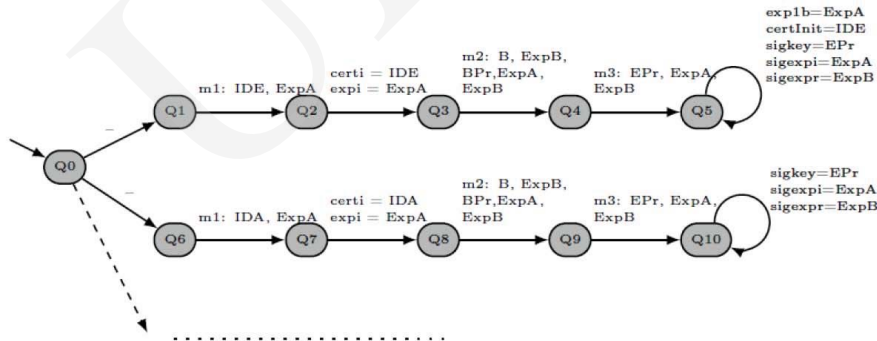 exp1b=ExpA
certInit=IDE
sigkey=EPr
sigexpi=ExpA
sigexpr=ExpB
m1: IDE, ExpA
certi = IDE
expi = ExpA
m2: B, ExpB,
BPr,ExpA,
ExpB
m3: EPr, ExpA,
ExpB
Q1
Q2
Q3
Q4
Q5
–
Q0
–
sigkey=EPr
sigexpi=ExpA
sigexpr=ExpB
m1: IDA, ExpA
certi = IDA
expi = ExpA
m2: B, ExpB,
BPr,ExpA,
ExpB
m3: EPr, ExpA,
ExpB
Q6
Q7
Q8
Q9
Q10